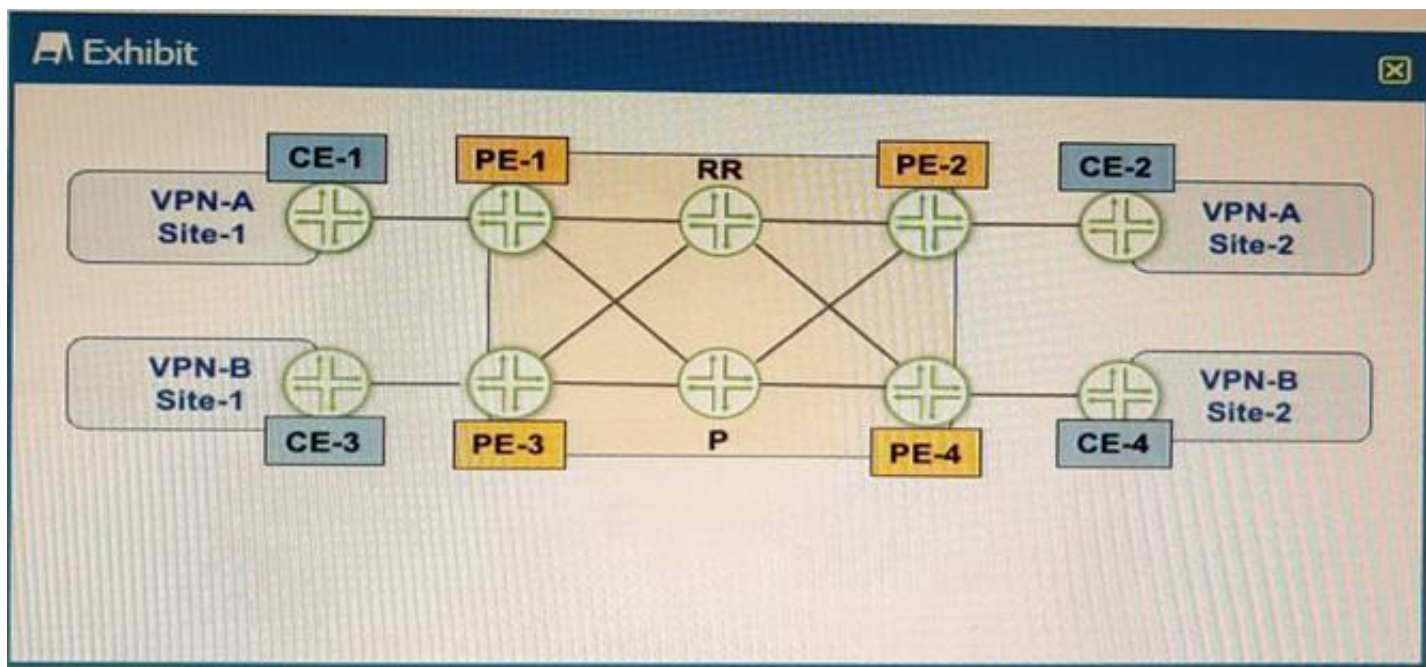 Exhibit
CE-1
PE-1
RR
PE-2
CE-2
VPN-A
Site-1
VPN-A
Site-2
VPN-B
Site-1
VPN-B
Site-2
CE-3
PE-3
P
PE-4
CE-4